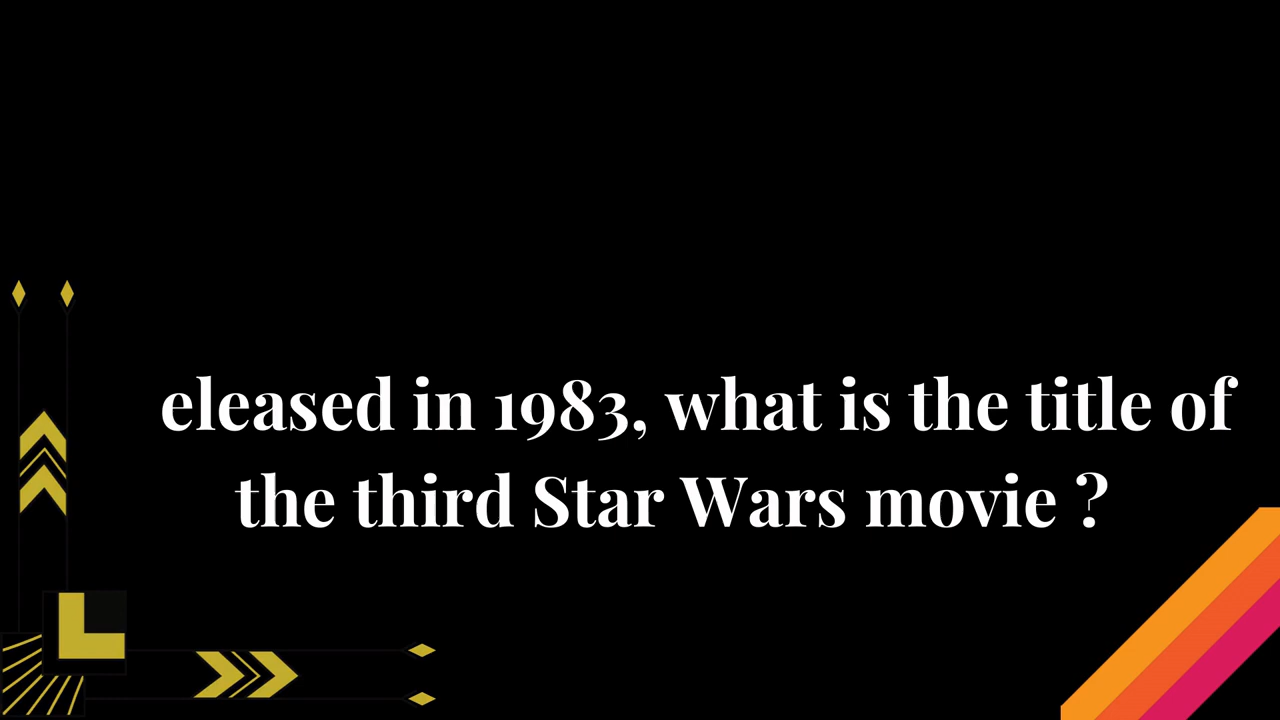 eleased in 1983, what is the title of
the third Star Wars movie ?